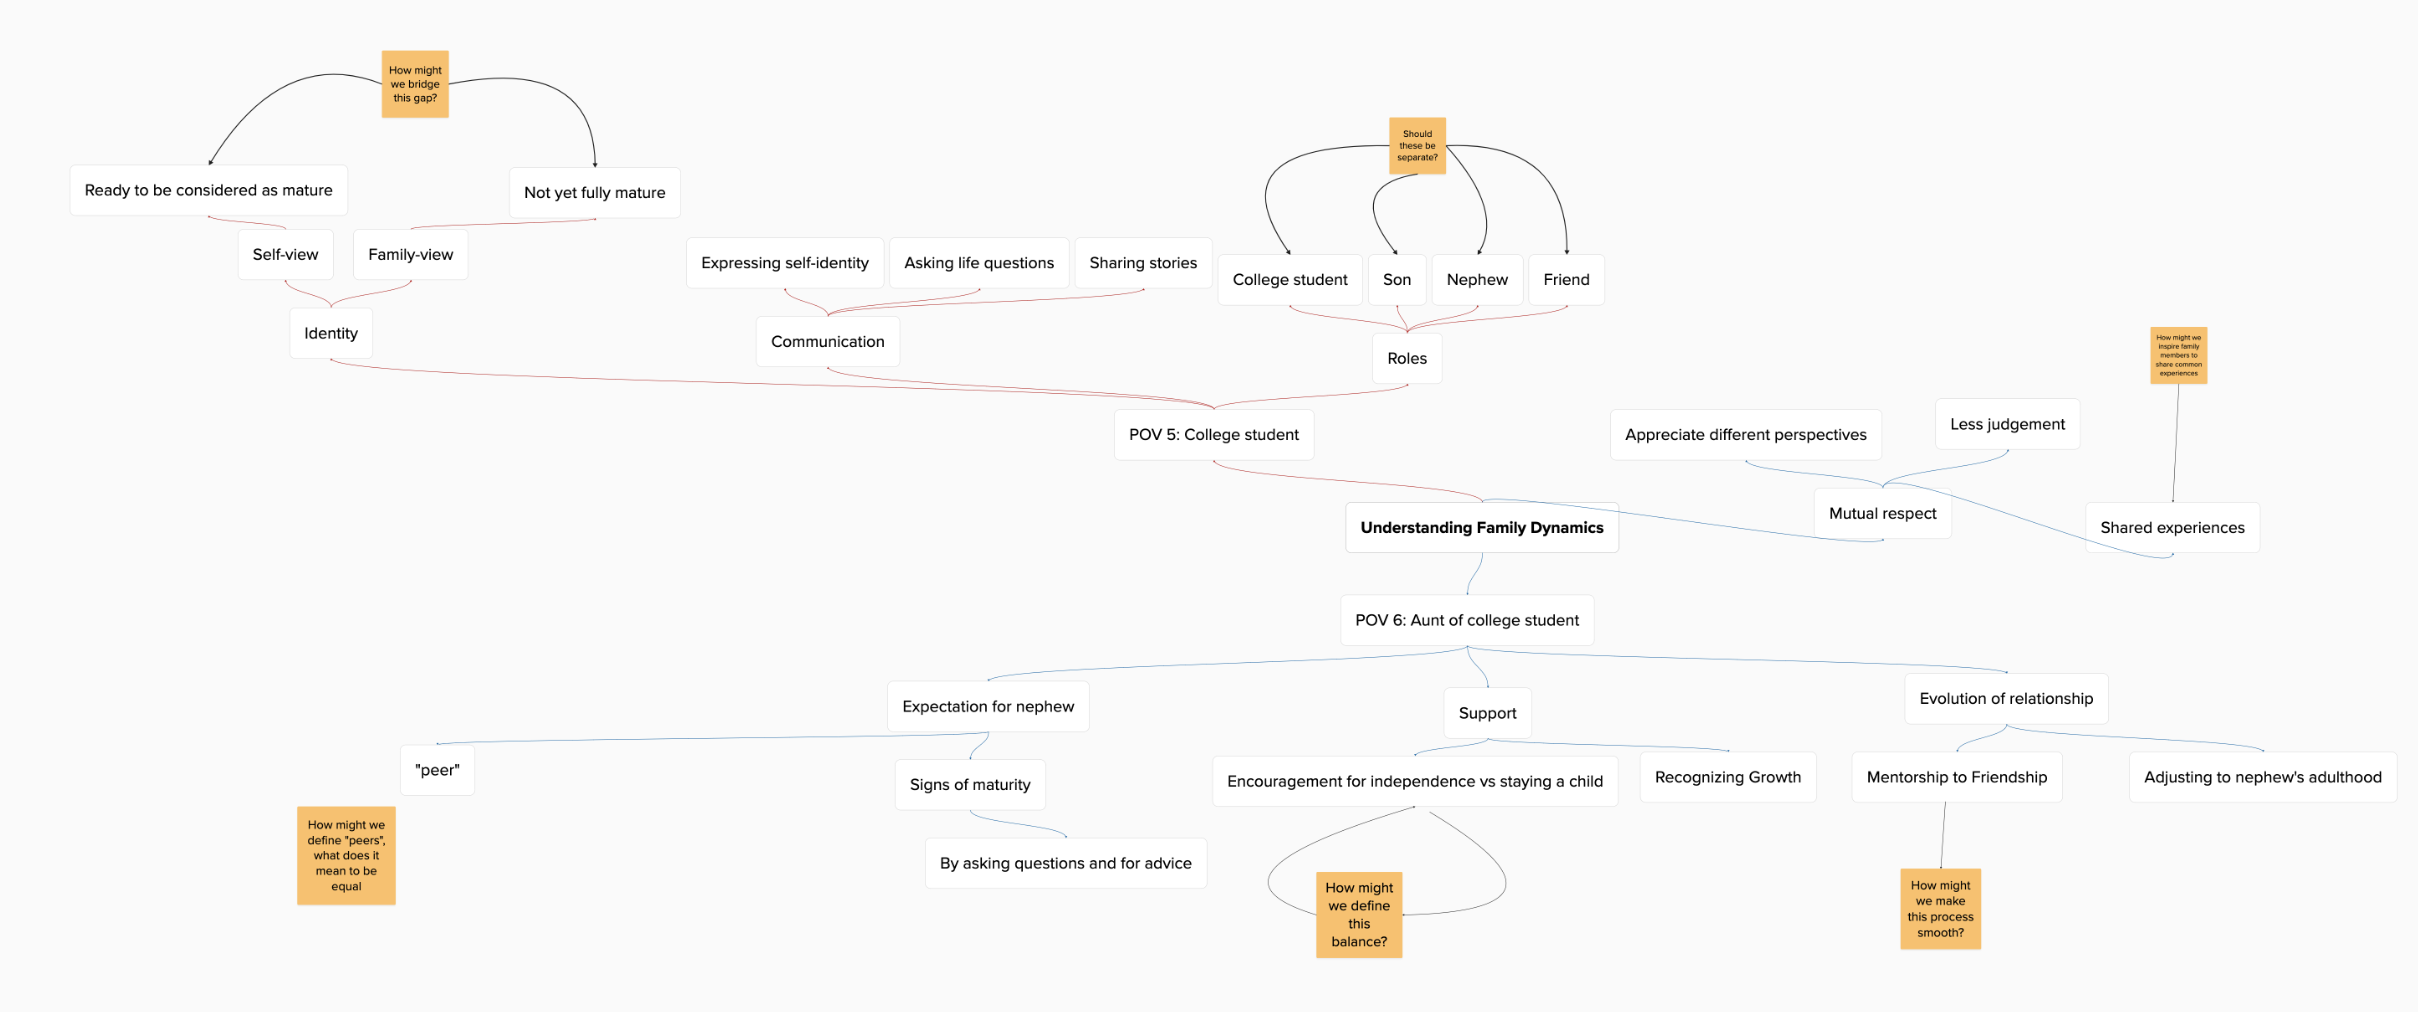 How might
we bridge
this gap?
Should
these be
separate?
Ready to be considered as mature
Not yet fully mature
Self-view
Family-view
Expressing self-identity
Asking life questions
Sharing stories
College student
Son
Nephew
Friend
Identity
Communication
Roles
How might we
inspire family
members to
share common
experiences
POV 5: College student
Appreciate different perspectives
Less judgement
Understanding Family Dynamics
Mutual respect
Shared experiences
POV 6: Aunt of college student
Expectation for nephew
Support
Evolution of relationship
"peer"
Signs of maturity
Encouragement for independence vs staying a child
Recognizing Growth
Mentorship to Friendship
Adjusting to nephew's adulthood
How might we
define "peers",
what does it
mean to be
equal
By asking questions and for advice
How might
we define
this
balance?
How might
we make
this process
smooth?